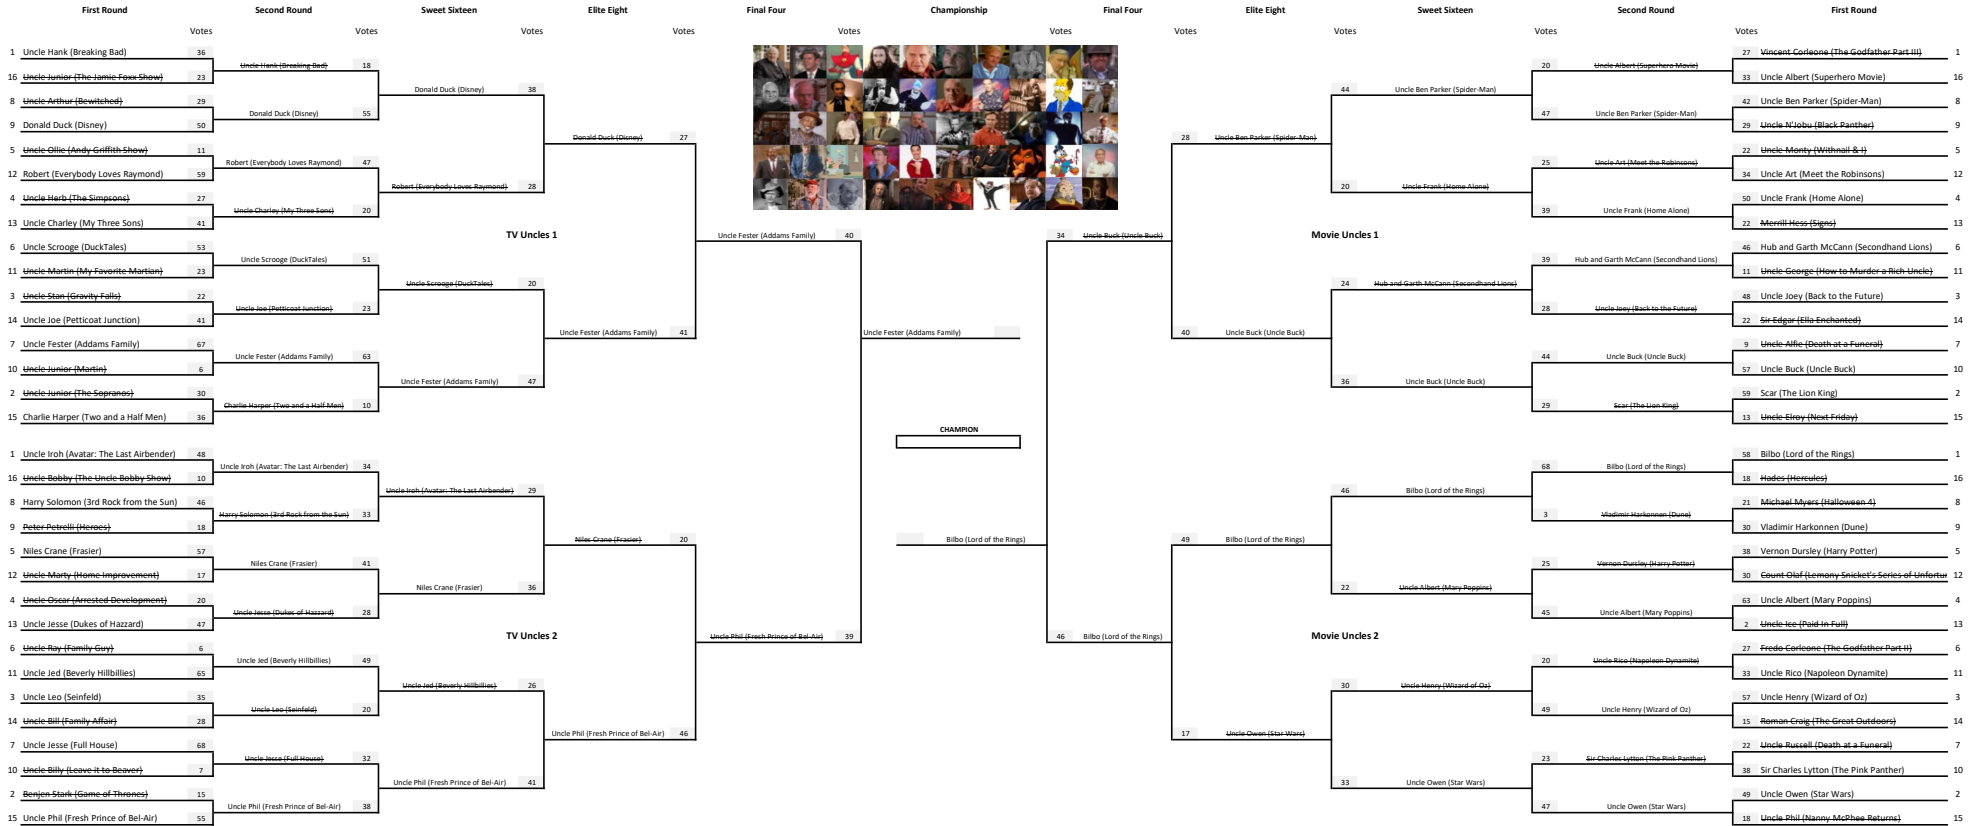 First Round Second Round Sweet Sixteen Elite Eight Final Four Championship Final Four Elite Eight Sweet Sixteen Second Round First Round
Votes Votes Votes Votes Votes Votes Votes Votes Votes Votes
1 Uncle Hank (Breaking Bad) 36
16 Uncle Junior (The Jamie Foxx Show) 23
8 Uncle Arthur (Bewitched) 29
9 Donald Duck (Disney) 50
5 Uncle Ollie (Andy Griffith Show) 11
12 Robert (Everybody Loves Raymond) 59
4 Uncle Herb (The Simpsons) 27
13 Uncle Charley (My Three Sons) 41
6 Uncle Scrooge (DuckTales) 53
11 Uncle Martin (My Favorite Martian) 23
3 Uncle Stan (Gravity Falls) 22
14 Uncle Joe (Petticoat Junction) 41
7 Uncle Fester (Addams Family) 67
10 Uncle Junior (Martin) 6
2 Uncle Junior (The Sopranos) 30
15 Charlie Harper (Two and a Half Men) 36
1 Uncle Iroh (Avatar: The Last Airbender) 48
16 Uncle Bobby (The Uncle Bobby Show) 10
8 Harry Solomon (3rd Rock from the Sun) 46
9 Peter Petrelli (Heroes) 18
5 Niles Crane (Frasier) 57
12 Uncle Marty (Home Improvement) 17
4 Uncle Oscar (Arrested Development) 20
13 Uncle Jesse (Dukes of Hazzard) 47
6 Uncle Ray (Family Guy) 6
11 Uncle Jed (Beverly Hillbillies) 65
3 Uncle Leo (Seinfeld) 35
14 Uncle Bill (Family Affair) 28
7 Uncle Jesse (Full House) 68
10 Uncle Billy (Leave it to Beaver) 7
2 Benjen Stark (Game of Thrones) 15
15 Uncle Phil (Fresh Prince of Bel-Air) 55
Uncle Hank (Breaking Bad) 18
Donald Duck (Disney) 55
Robert (Everybody Loves Raymond) 47
Uncle Charley (My Three Sons) 20
Uncle Scrooge (DuckTales) 51
Uncle Joe (Petticoat Junction) 23
Uncle Fester (Addams Family) 63
Charlie Harper (Two and a Half Men) 10
Uncle Iroh (Avatar: The Last Airbender) 34
Harry Solomon (3rd Rock from the Sun) 33
Niles Crane (Frasier) 41
Uncle Jesse (Dukes of Hazzard) 28
Uncle Jed (Beverly Hillbillies) 49
Uncle Leo (Seinfeld) 20
Uncle Jesse (Full House) 32
Uncle Phil (Fresh Prince of Bel-Air) 38
Donald Duck (Disney) 38
Robert (Everybody Loves Raymond) 28
TV Uncles 1
Uncle Scrooge (DuckTales) 20
Uncle Fester (Addams Family) 47
Uncle Iroh (Avatar: The Last Airbender) 29
Niles Crane (Frasier) 36
TV Uncles 2
Uncle Jed (Beverly Hillbillies) 26
Uncle Phil (Fresh Prince of Bel-Air) 41
Donald Duck (Disney) 27
Uncle Fester (Addams Family) 41
Niles Crane (Frasier) 20
Uncle Phil (Fresh Prince of Bel-Air) 46
Uncle Fester (Addams Family) 40
Uncle Phil (Fresh Prince of Bel-Air) 39
Uncle Fester (Addams Family)
CHAMPION
Bilbo (Lord of the Rings)
34 Uncle Buck (Uncle Buck)
46 Bilbo (Lord of the Rings)
28 Uncle Ben Parker (Spider-Man)
40 Uncle Buck (Uncle Buck)
49 Bilbo (Lord of the Rings)
17 Uncle Owen (Star Wars)
44 Uncle Ben Parker (Spider-Man)
20 Uncle Frank (Home Alone)
Movie Uncles 1
24 Hub and Garth McCann (Secondhand Lions)
36 Uncle Buck (Uncle Buck)
46 Bilbo (Lord of the Rings)
22 Uncle Albert (Mary Poppins)
Movie Uncles 2
30 Uncle Henry (Wizard of Oz)
33 Uncle Owen (Star Wars)
20 Uncle Albert (Superhero Movie)
47 Uncle Ben Parker (Spider-Man)
25 Uncle Art (Meet the Robinsons)
39 Uncle Frank (Home Alone)
39 Hub and Garth McCann (Secondhand Lions)
28 Uncle Joey (Back to the Future)
44 Uncle Buck (Uncle Buck)
29 Scar (The Lion King)
68 Bilbo (Lord of the Rings)
3 Vladimir Harkonnen (Dune)
25 Vernon Dursley (Harry Potter)
45 Uncle Albert (Mary Poppins)
20 Uncle Rico (Napoleon Dynamite)
49 Uncle Henry (Wizard of Oz)
23 Sir Charles Lytton (The Pink Panther)
47 Uncle Owen (Star Wars)
27 Vincent Corleone (The Godfather Part III) 1
33 Uncle Albert (Superhero Movie) 16
42 Uncle Ben Parker (Spider-Man) 8
29 Uncle N'Jobu (Black Panther) 9
22 Uncle Monty (Withnail & I) 5
34 Uncle Art (Meet the Robinsons) 12
50 Uncle Frank (Home Alone) 4
22 Merrill Hess (Signs) 13
46 Hub and Garth McCann (Secondhand Lions) 6
11 Uncle George (How to Murder a Rich Uncle) 11
48 Uncle Joey (Back to the Future) 3
22 Sir Edgar (Ella Enchanted) 14
9 Uncle Alfie (Death at a Funeral) 7
57 Uncle Buck (Uncle Buck) 10
59 Scar (The Lion King) 2
13 Uncle Elroy (Next Friday) 15
58 Bilbo (Lord of the Rings) 1
18 Hades (Hercules) 16
21 Michael Myers (Halloween 4) 8
30 Vladimir Harkonnen (Dune) 9
38 Vernon Dursley (Harry Potter) 5
30 Count Olaf (Lemony Snicket's Series of Unfortur 12
63 Uncle Albert (Mary Poppins) 4
2 Uncle Ice (Paid In Full) 13
27 Fredo Corleone (The Godfather Part II) 6
33 Uncle Rico (Napoleon Dynamite) 11
57 Uncle Henry (Wizard of Oz) 3
15 Roman Craig (The Great Outdoors) 14
22 Uncle Russell (Death at a Funeral) 7
38 Sir Charles Lytton (The Pink Panther) 10
49 Uncle Owen (Star Wars) 2
18 Uncle Phil (Nanny McPhee Returns) 15